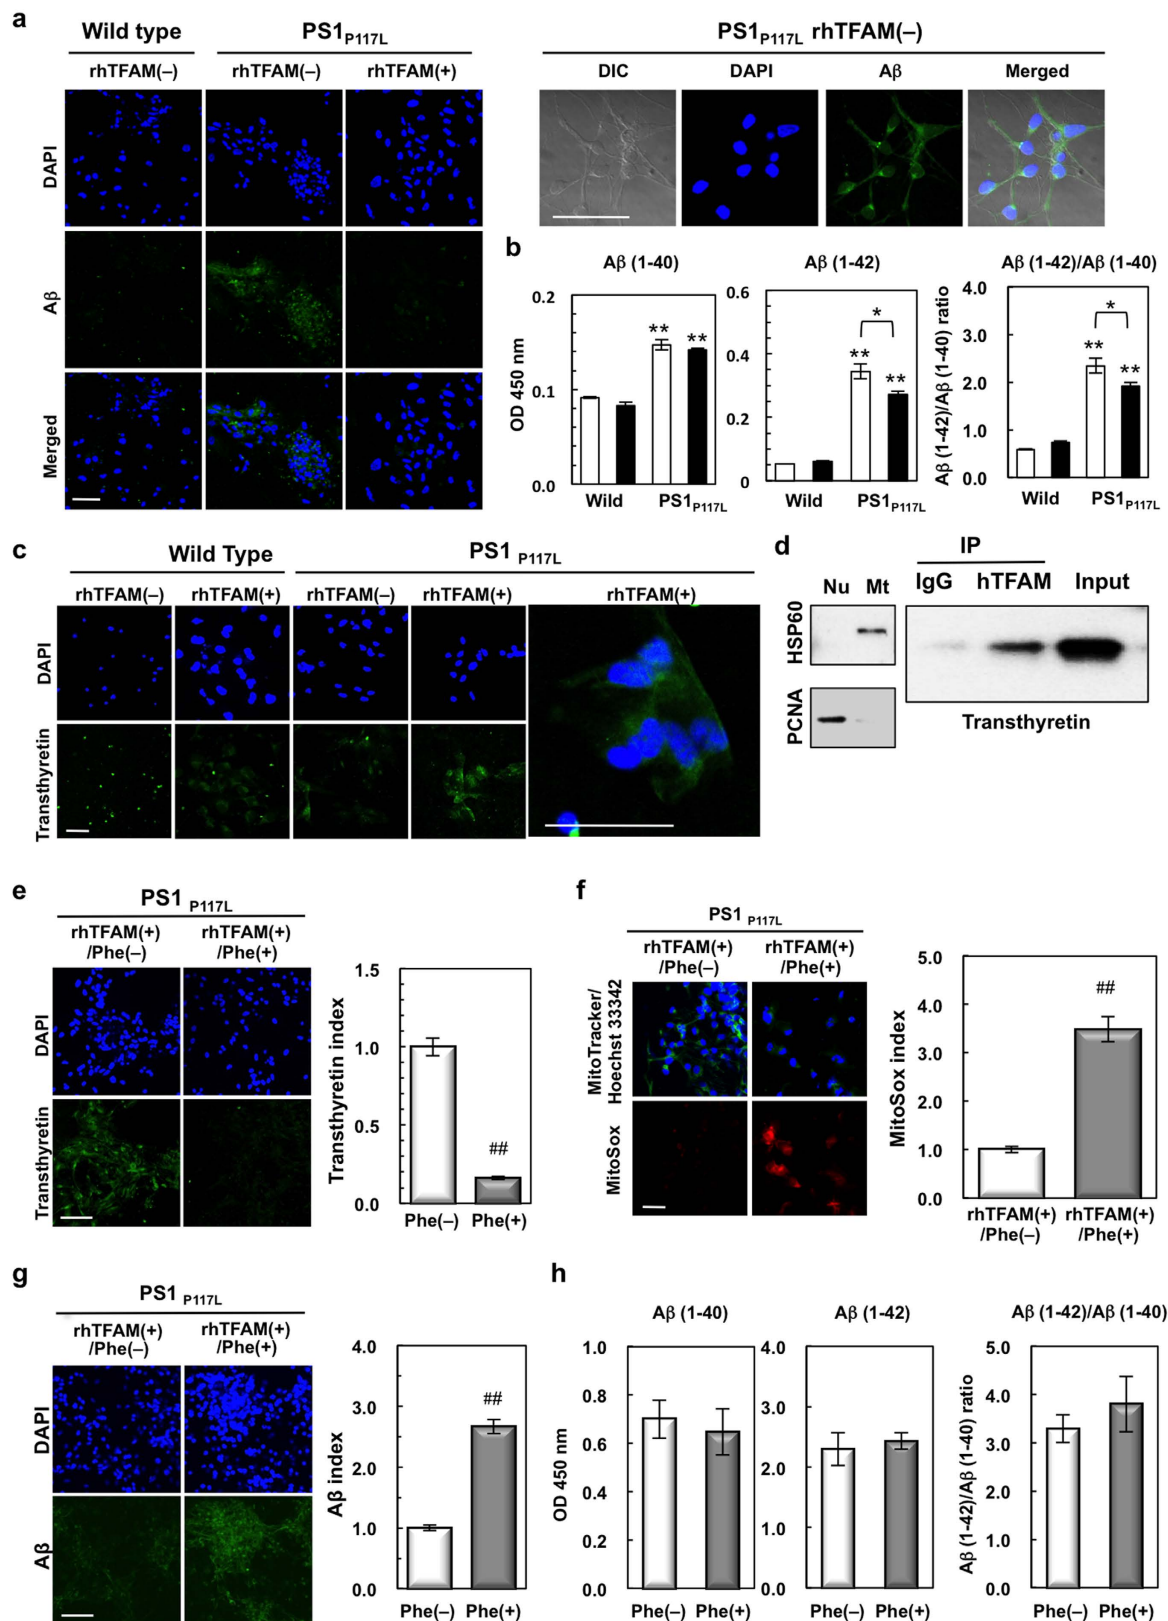 a
Wild type PS1P117L
rhTFAM(–) rhTFAM(–) rhTFAM(+)
DAPI
Aβ
Merged
PS1P117L rhTFAM(–)
DIC DAPI Aβ Merged
b
Aβ (1-40) Aβ (1-42) Aβ (1-42)/Aβ (1-40)
OD 450 nm
0.2
0.1
0.0
** **
Wild PS1P117L
0.6
0.4
0.2
0
*
**
**
Wild PS1P117L
Aβ (1-42)/Aβ (1-40) ratio
4.0
3.0
2.0
1.0
0.0
*
**
**
Wild PS1P117L
c
Wild Type PS1 P117L
rhTFAM(–) rhTFAM(+) rhTFAM(–) rhTFAM(+) rhTFAM(+)
DAPI
Transthyretin
d
IP
Nu Mt IgG hTFAM Input
HSP60
PCNA
Transthyretin
e
PS1 P117L
rhTFAM(+) rhTFAM(+)
/Phe(–) /Phe(+)
DAPI
Transthyretin
Transthyretin index
1.5
1.0
0.5
0.0
##
Phe(–) Phe(+)
f
PS1 P117L
rhTFAM(+) rhTFAM(+)
/Phe(–) /Phe(+)
MitoTracker/
Hoechst 33342
MitoSox
MitoSox index
5.0
4.0
3.0
2.0
1.0
0.0
##
rhTFAM(+) rhTFAM(+)
/Phe(–) /Phe(+)
g
PS1 P117L
rhTFAM(+) rhTFAM(+)
/Phe(–) /Phe(+)
DAPI
Aβ
Aβ index
4.0
3.0
2.0
1.0
0.0
##
Phe(–) Phe(+)
h
Aβ (1-40) Aβ (1-42) Aβ (1-42)/Aβ (1-40)
OD 450 nm
1.0
0.8
0.6
0.4
0.2
0.0
Phe(–) Phe(+)
4.0
3.0
2.0
1.0
0.0
Phe(–) Phe(+)
Aβ (1-42)/Aβ (1-40) ratio
5.0
4.0
3.0
2.0
1.0
0.0
Phe(–) Phe(+)